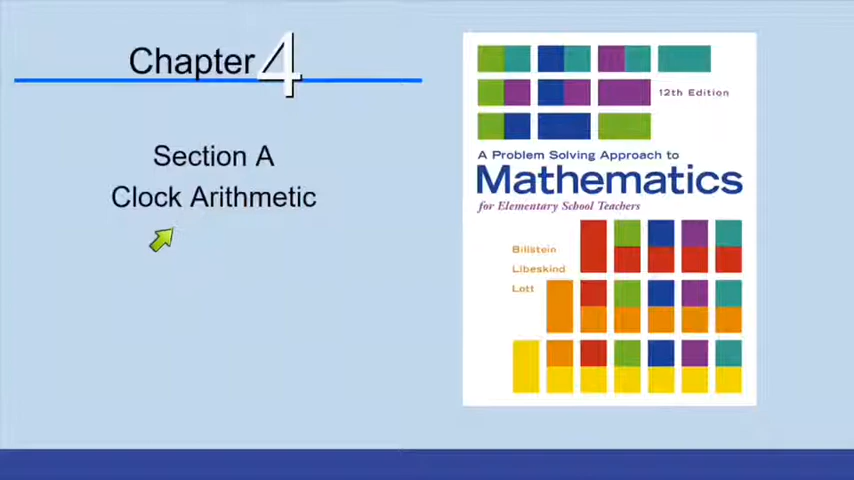 Chapter 4
Section A
Clock Arithmetic
12th Edition
A Problem Solving Approach to
Mathematics
for Elementary School Teachers
Billstein
Libeskind
Lott